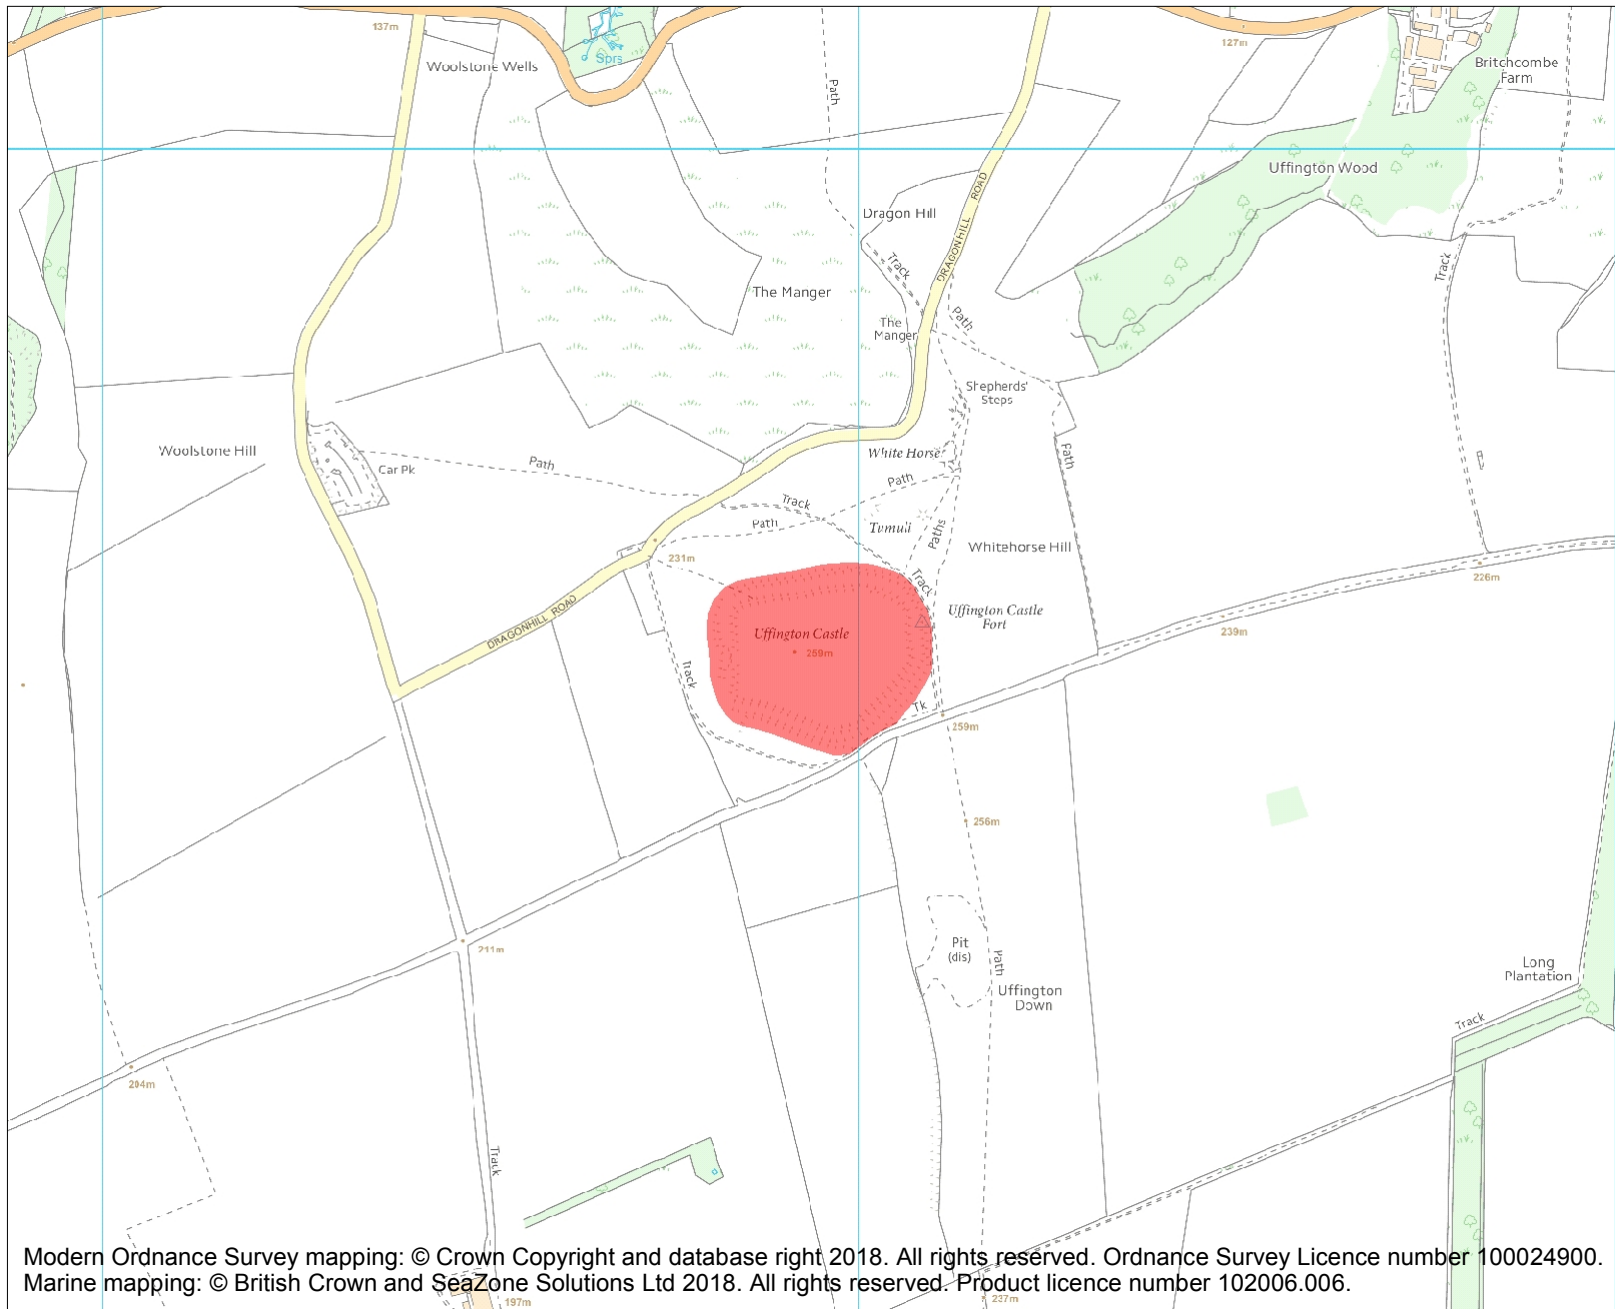 137m
Woolstone Wells
Sprs
127m
Britchcombe
Farm
Path
Uffington Wood
Dragon Hill
DRAGONHILL ROAD
Track
Track
The Manger
Path
The
Manger
Shepherds'
Steps
Woolstone Hill
Car Pk
Path
White Horse
Path
Path
Track
Path
Tumuli
Paths
Whitehorse Hill
231m
226m
Track
DRAGONHILL ROAD
Uffington Castle
259m
Uffington Castle
Fort
239m
Track
Tk
259m
256m
211m
Pit
(dis)
Path
Uffington
Down
Long
Plantation
Track
204m
Track
Modern Ordnance Survey mapping: © Crown Copyright and database right 2018. All rights reserved. Ordnance Survey Licence number 100024900.
Marine mapping: © British Crown and SeaZone Solutions Ltd 2018. All rights reserved. Product licence number 102006.006.
197m
237m